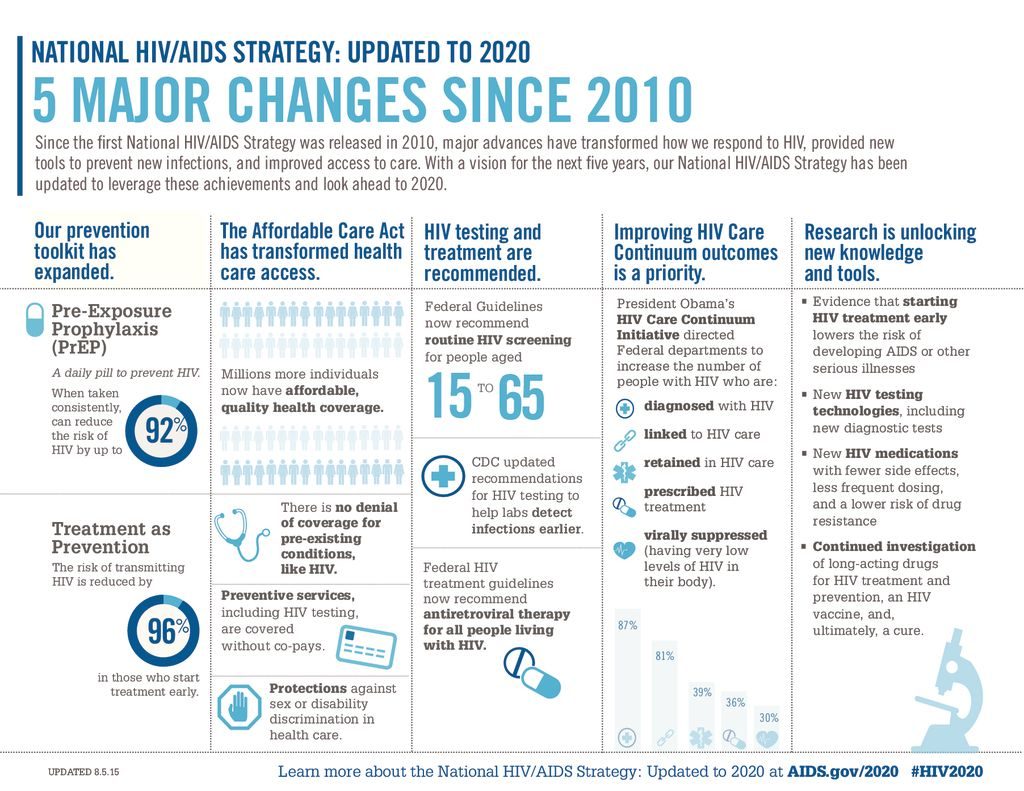 NATIONAL HIV/AIDS STRATEGY: UPDATED TO 2020
5 MAJOR CHANGES SINCE 2010
Since the first National HIV/AIDS Strategy was released in 2010, major advances have transformed how we respond to HIV, provided new
tools to prevent new infections, and improved access to care. With a vision for the next five years, our National HIV/AIDS Strategy has been
updated to leverage these achievements and look ahead to 2020.
Our prevention
toolkit has
expanded.
Pre-Exposure
Prophylaxis
(PrEP)
A daily pill to prevent HIV.
When taken
consistently,
can reduce
the risk of
HIV by up to
92%
Treatment as
Prevention
The risk of transmitting
HIV is reduced by
96%
in those who start
treatment early.
The Affordable Care Act
has transformed health
care access.
Millions more individuals
now have affordable,
quality health coverage.
There is no denial
of coverage for
pre-existing
conditions,
like HIV.
Preventive services,
including HIV testing,
are covered
without co-pays.
Protections against
sex or disability
discrimination in
health care.
HIV testing and
treatment are
recommended.
Federal Guidelines
now recommend
routine HIV screening
for people aged
15 TO 65
CDC updated
recommendations
for HIV testing to
help labs detect
infections earlier.
Federal HIV
treatment guidelines
now recommend
antiretroviral therapy
for all people living
with HIV.
Improving HIV Care
Continuum outcomes
is a priority.
President Obama's
HIV Care Continuum
Initiative directed
Federal departments to
increase the number of
people with HIV who are:
diagnosed with HIV
linked to HIV care
retained in HIV care
prescribed HIV
treatment
virally suppressed
(having very low
levels of HIV in
their body).
87%
81%
39%
36%
30%
Research is unlocking
new knowledge
and tools.
▪ Evidence that starting
HIV treatment early
lowers the risk of
developing AIDS or other
serious illnesses
▪ New HIV testing
technologies, including
new diagnostic tests
▪ New HIV medications
with fewer side effects,
less frequent dosing,
and a lower risk of drug
resistance
▪ Continued investigation
of long-acting drugs
for HIV treatment and
prevention, an HIV
vaccine, and,
ultimately, a cure.
UPDATED 8.5.15
Learn more about the National HIV/AIDS Strategy: Updated to 2020 at AIDS.gov/2020 #HIV2020